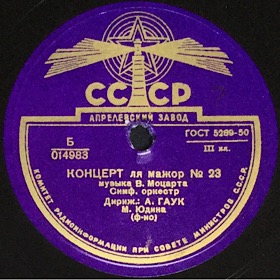 СССР
АПРЕЛЕВСКИЙ ЗАВОД
Б
014983
ГОСТ 5289-50
III кл.
КОНЦЕРТ ля мажор № 23
музыка В. Моцарта
Симф. оркестр
Дириж.: А. ГАУК
М. Юдина
(ф-но)
КОМИТЕТ РАДИОИНФОРМАЦИИ ПРИ СОВЕТЕ МИНИСТРОВ С.С.С.Р.